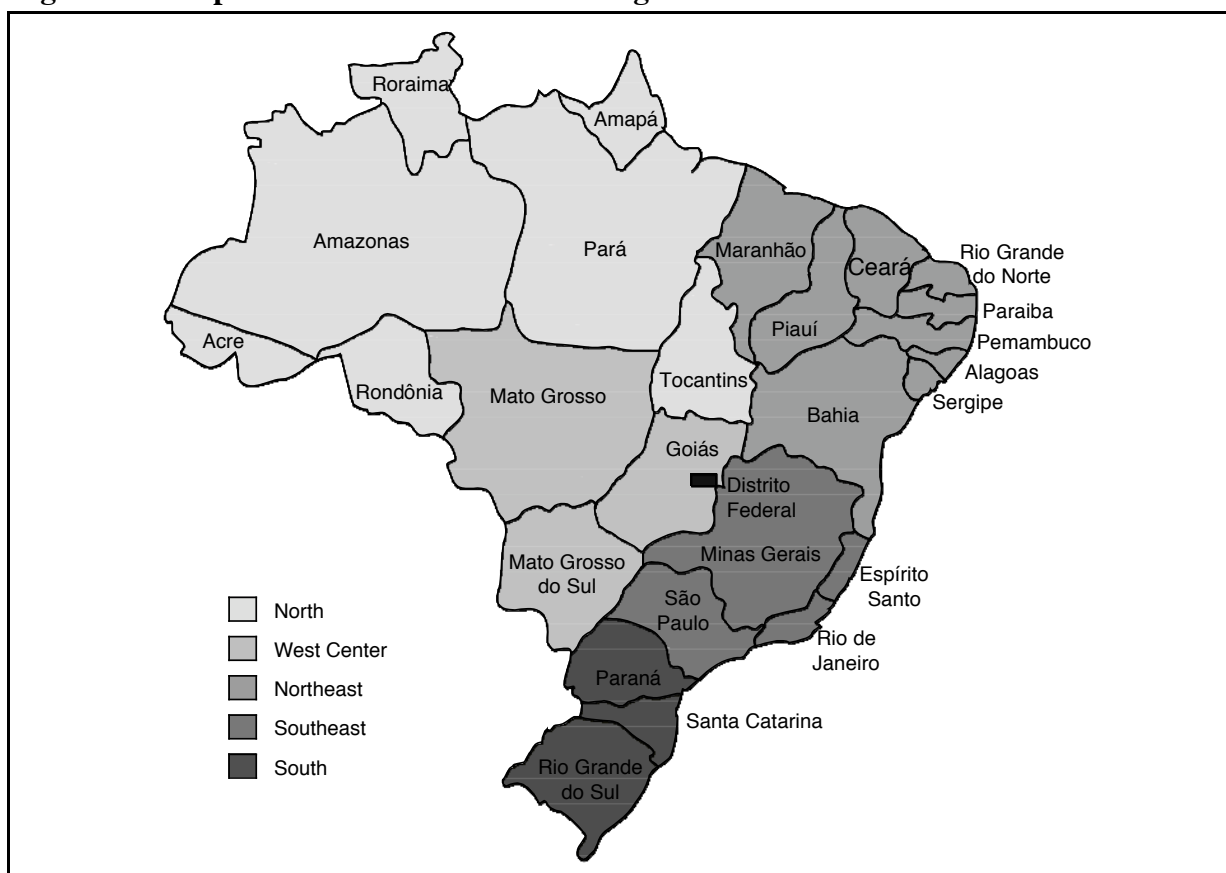 Roraima
Amapá
Amazonas
Pará
Maranhão
Ceará
Rio Grande
do Norte
Paraiba
Piauí
Pemambuco
Acre
Alagoas
Rondônia
Mato Grosso
Tocantins
Sergipe
Bahia
Goiás
Distrito
Federal
Minas Gerais
Mato Grosso
do Sul
Espírito
Santo
São
Paulo
Rio de
Janeiro
Paraná
Santa Catarina
Rio Grande
do Sul
North
West Center
Northeast
Southeast
South